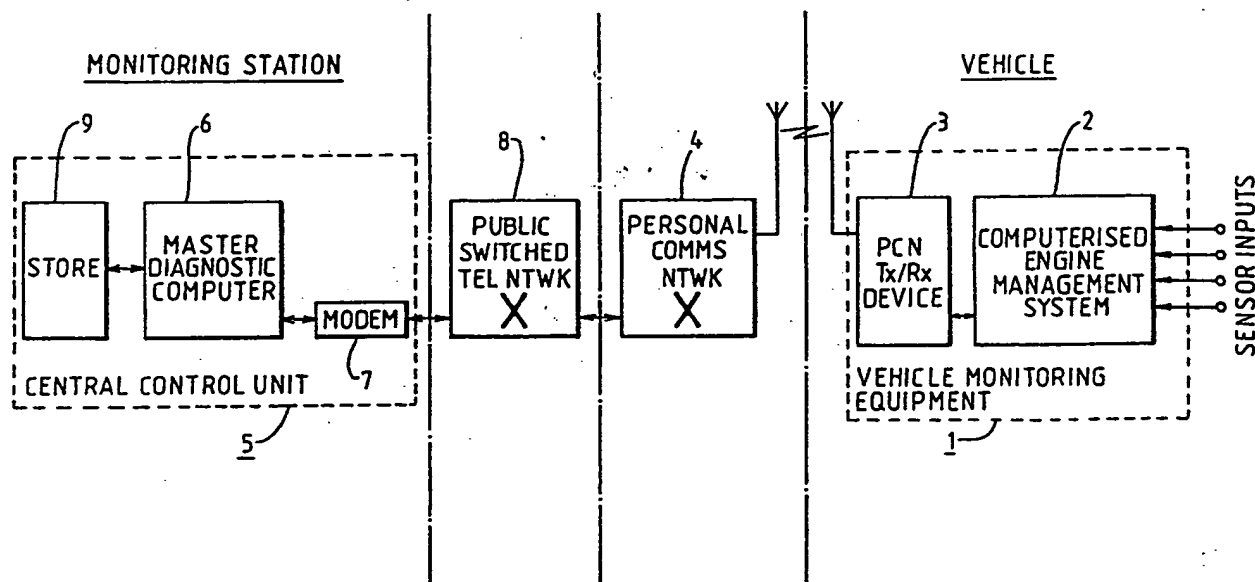 MONITORING STATION
VEHICLE
9
6
8
4
3
2
STORE
MASTER
DIAGNOSTIC
COMPUTER
MODEM
7
CENTRAL CONTROL UNIT
5
PUBLIC
SWITCHED
TEL NTWK
X
PERSONAL
COMMS
NTWK
X
PCN
Tx/Rx
DEVICE
COMPUTERISED
ENGINE
MANAGEMENT
SYSTEM
SENSOR INPUTS
VEHICLE MONITORING
EQUIPMENT
1